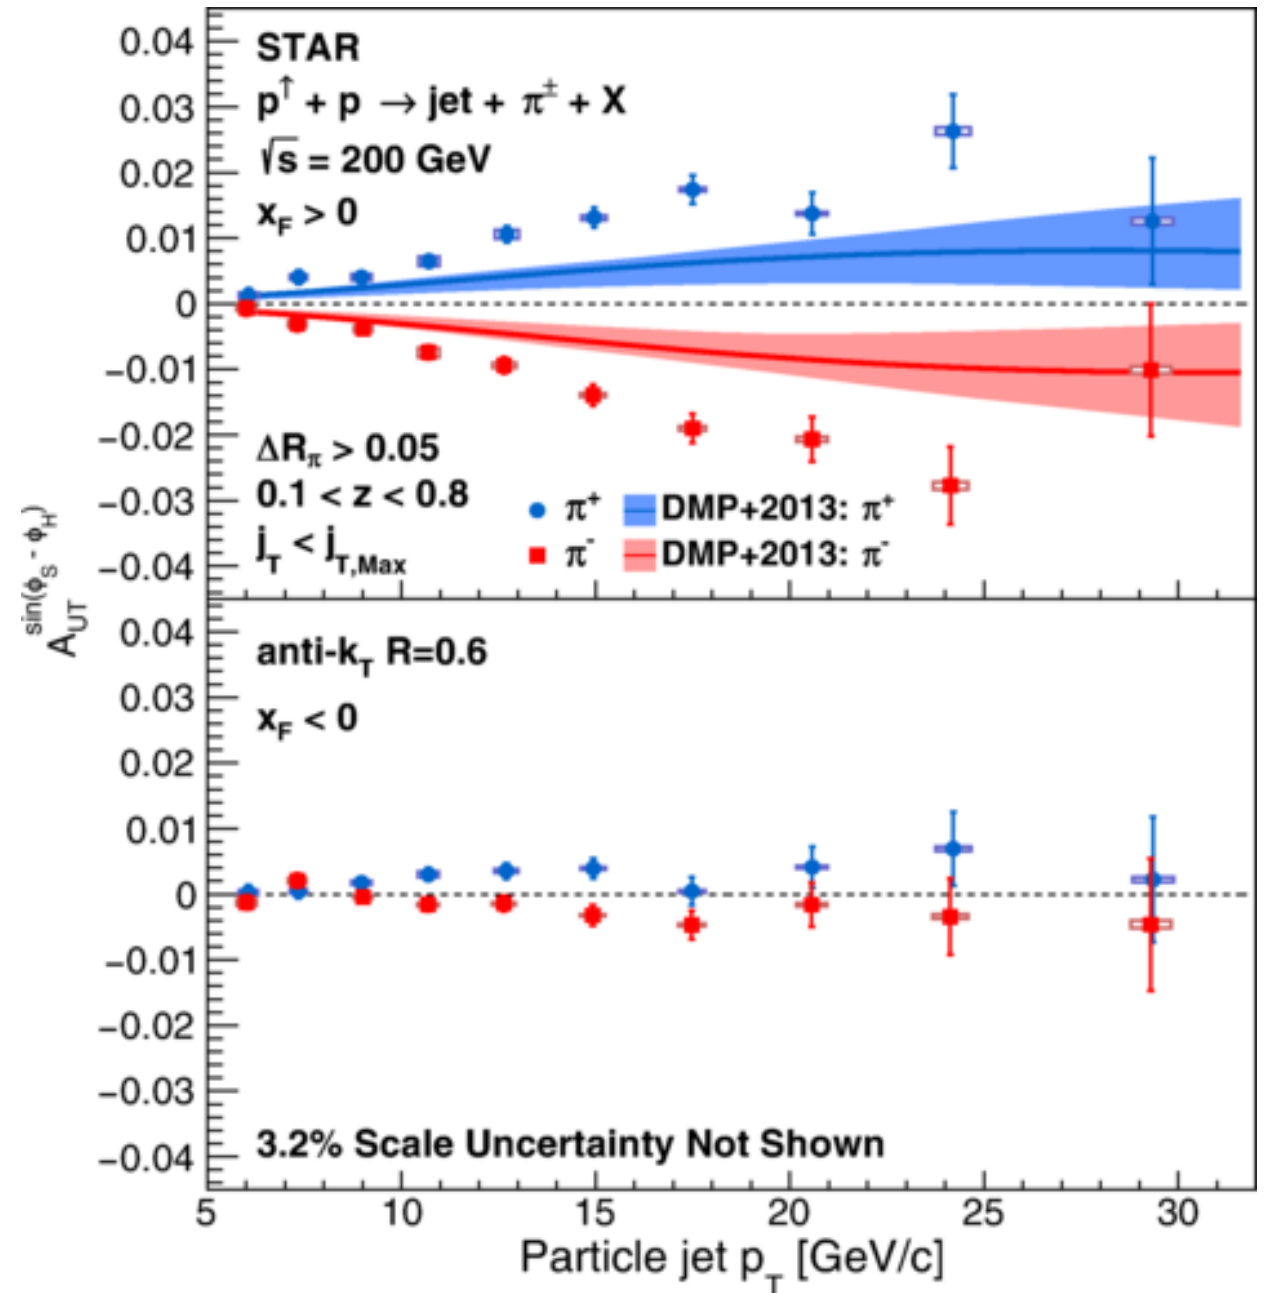 0.04
0.03
0.02
0.01
0
−0.01
−0.02
−0.03
−0.04
STAR
p↑ + p → jet + π± + X
√s = 200 GeV
xF > 0
ΔRπ > 0.05
0.1 < z < 0.8
jT < jT,Max
π+ DMP+2013: π+
π- DMP+2013: π-
A UT sin(ϕS - ϕH)
0.04
0.03
0.02
0.01
0
−0.01
−0.02
−0.03
−0.04
anti-kT R=0.6
xF < 0
3.2% Scale Uncertainty Not Shown
5 10 15 20 25 30
Particle jet pT [GeV/c]